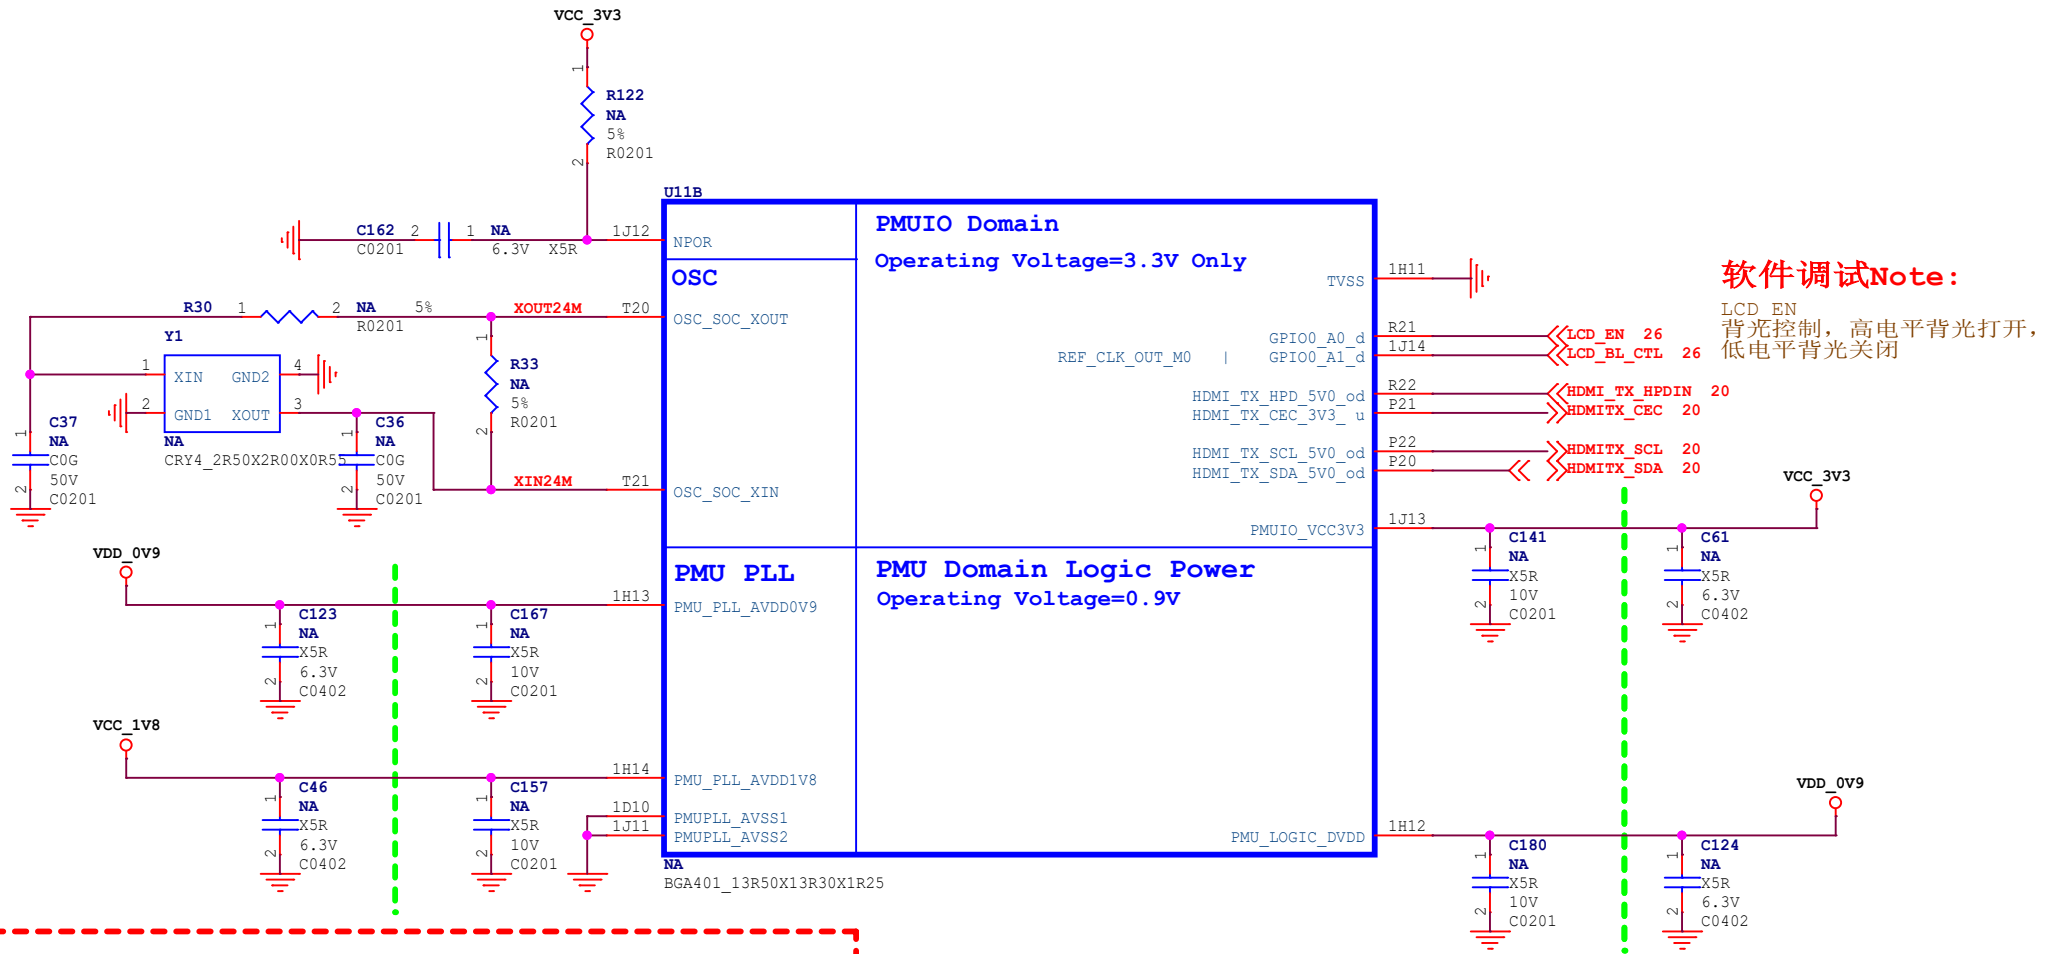 VCC_3V3
1
R122
NA
5%
R0201
2
U11B
C162 2 1 NA
C0201 6.3V X5R
1J12
NPOR
PMUIO Domain
Operating Voltage=3.3V Only
OSC
R30 1 2 NA 5%
R0201
XOUT24M
T20
OSC_SOC_XOUT
Y1
1 XIN GND2 4
2 GND1 XOUT 3
NA
CRY4_2R50X2R00X0R55
1
R33
NA
5%
R0201
2
1
C37
NA
C0G
50V
2
C0201
1
C36
NA
C0G
50V
2
C0201
XIN24M
T21
OSC_SOC_XIN
TVSS
1H11
GPIO0_A0_d
R21
LCD_EN 26
REF_CLK_OUT_M0 | GPIO0_A1_d
1J14
LCD_BL_CTL 26
HDMI_TX_HPD_5V0_od
R22
HDMI_TX_HPDIN 20
HDMI_TX_CEC_3V3_ u
P21
HDMITX_CEC 20
HDMI_TX_SCL_5V0_od
P22
HDMITX_SCL 20
HDMI_TX_SDA_5V0_od
P20
HDMITX_SDA 20
软件调试Note:
LCD_EN
背光控制，高电平背光打开，
低电平背光关闭
VCC_3V3
PMUIO_VCC3V3
1J13
1
C141
NA
X5R
10V
2
C0201
1
C61
NA
X5R
6.3V
2
C0402
VDD_0V9
1H13
PMU PLL
PMU_PLL_AVDD0V9
PMU Domain Logic Power
Operating Voltage=0.9V
1
C123
NA
X5R
6.3V
2
C0402
1
C167
NA
X5R
10V
2
C0201
VCC_1V8
1H14
PMU_PLL_AVDD1V8
1
C46
NA
X5R
6.3V
2
C0402
1
C157
NA
X5R
10V
2
C0201
1D10
PMUPLL_AVSS1
1J11
PMUPLL_AVSS2
NA
BGA401_13R50X13R30X1R25
VDD_0V9
PMU_LOGIC_DVDD
1H12
1
C180
NA
X5R
10V
2
C0201
1
C124
NA
X5R
6.3V
2
C0402